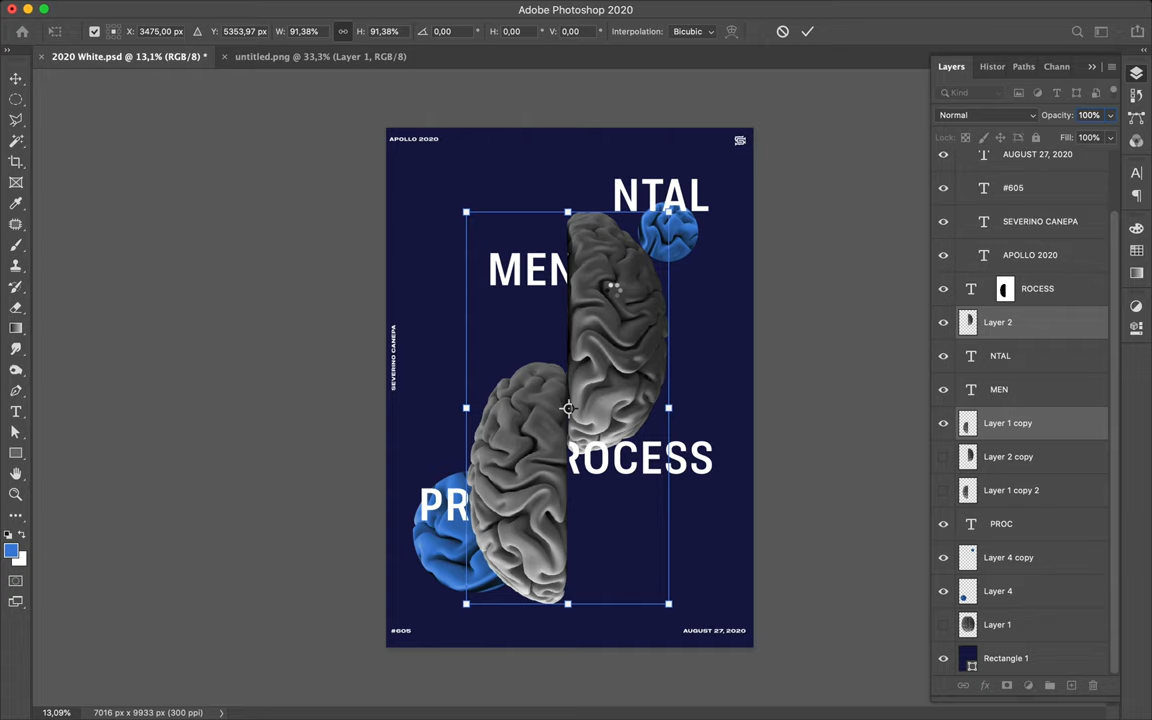 Adobe Photoshop 2020
X: 3475,00 px
Y: 5353,97 px
W: 91,38%
H: 91,38%
0,00
H: 0,00
V: 0,00
Interpolation: Bicubic
2020 White.psd @ 13,1% (RGB/8) *
untitled.png @ 33,3% (Layer 1, RGB/8)
Layers
Histor
Paths
Chann
Kind
Normal
Opacity: 100%
Lock:
Fill: 100%
AUGUST 27, 2020
#605
SEVERINO CANEPA
APOLLO 2020
ROCESS
Layer 2
NTAL
MEN
Layer 1 copy
Layer 2 copy
Layer 1 copy 2
PROC
Layer 4 copy
Layer 4
Layer 1
Rectangle 1
APOLLO 2020
NTAL
MEN
SEVERINO CANEPA
ROCESS
PR
#605
AUGUST 27, 2020
13,09%
7016 px x 9933 px (300 ppi)